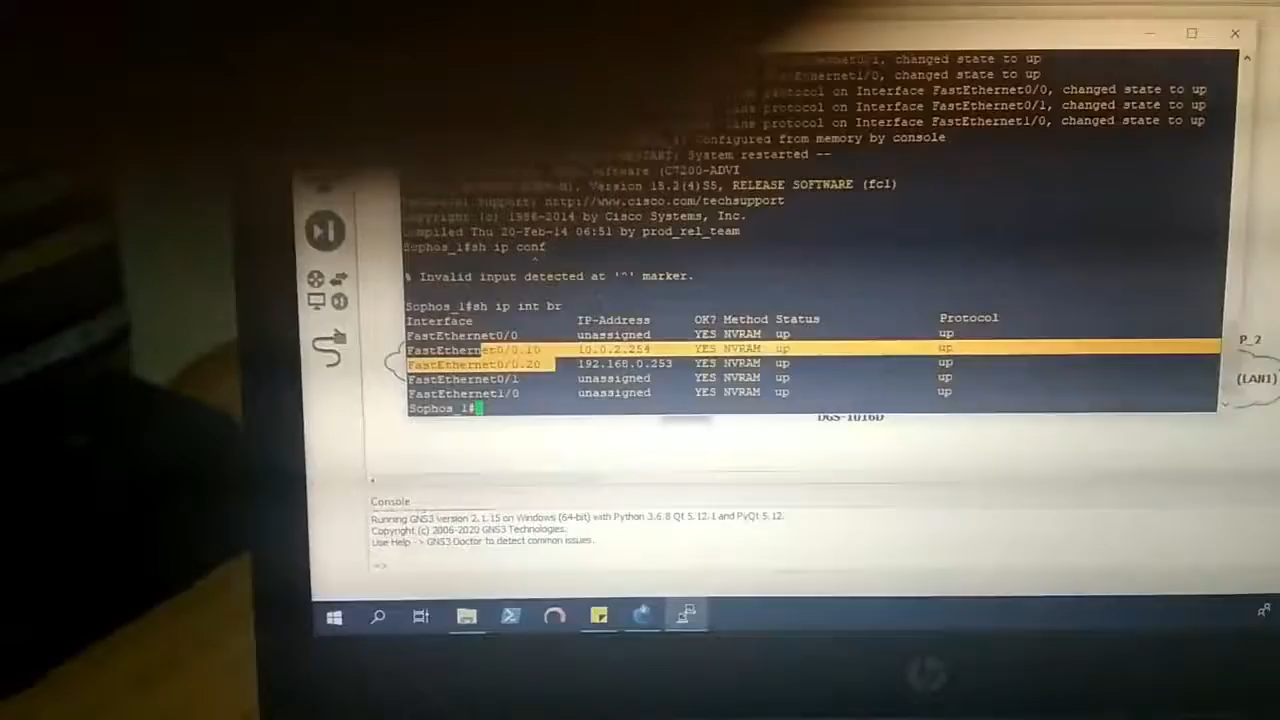 changed state to up
Ethernet1/0, changed state to up
protocol on Interface FastEthernet0/0, changed state to up
line protocol on Interface FastEthernet0/1, changed state to up
line protocol on Interface FastEthernet1/0, changed state to up
Configured from memory by console
System restarted --
Software (C7200-ADVI
Version 15.2(4)S5, RELEASE SOFTWARE (fc1)
Technical Support: http://www.cisco.com/techsupport
Copyright (c) 1986-2014 by Cisco Systems, Inc.
Compiled Thu 20-Feb-14 06:51 by prod_rel_team
Sophos_1#sh ip conf
^
% Invalid input detected at '^' marker.
Sophos_1#sh ip int br
Interface IP-Address OK? Method Status Protocol
FastEthernet0/0 unassigned YES NVRAM up up
FastEthernet0/0.10 10.0.2.254 YES NVRAM up up
FastEthernet0/0.20 192.168.0.253 YES NVRAM up up
FastEthernet0/1 unassigned YES NVRAM up up
FastEthernet1/0 unassigned YES NVRAM up up
Sophos_1#
P_2
(LAN1)
DGS-1016D
Console
Running GNS3 version 2.1.15 on Windows (64-bit) with Python 3.6.8 Qt 5.12.1 and PyQt 5.12.
Copyright (c) 2006-2020 GNS3 Technologies.
Use Help -> GNS3 Doctor to detect common issues.
=>
hp